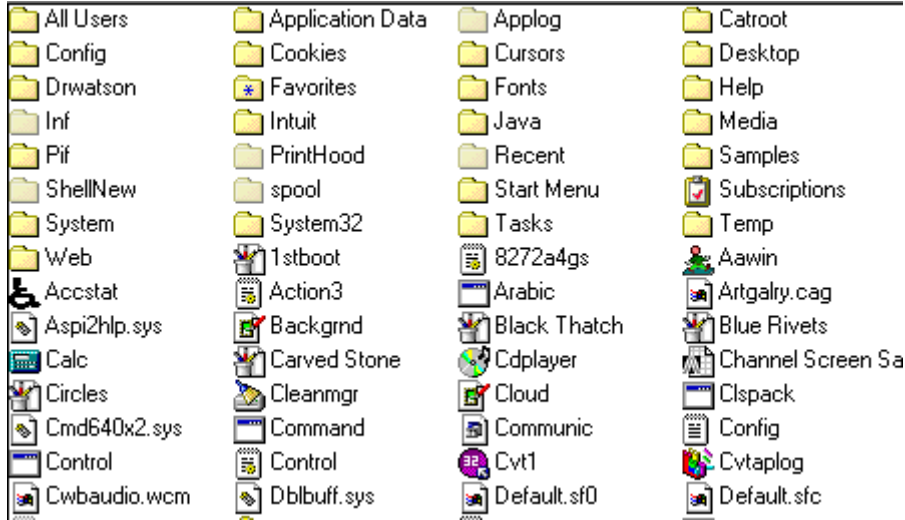 All Users Application Data Applog Catroot
Config Cookies Cursors Desktop
Drwatson Favorites Fonts Help
Inf Intuit Java Media
Pif PrintHood Recent Samples
ShellNew spool Start Menu Subscriptions
System System32 Tasks Temp
Web 1stboot 8272a4gs Aawin
Accstat Action3 Arabic Artgalry.cag
Aspi2hlp.sys Backgrnd Black Thatch Blue Rivets
Calc Carved Stone Cdplayer Channel Screen Sa
Circles Cleanmgr Cloud Clspack
Cmd640x2.sys Command Communic Config
Control Control Cvt1 Cvtaplog
Cwbaudio.wcm Dblbuff.sys Default.sf0 Default.sfc